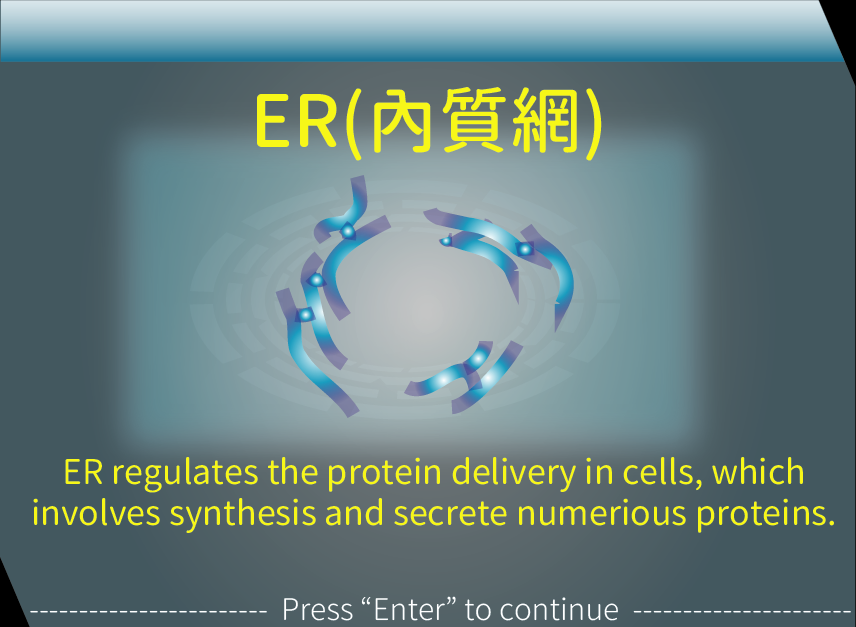 ER(內質網)
ER regulates the protein delivery in cells, which
involves synthesis and secrete numerious proteins.
------------------------ Press “Enter” to continue ----------------------